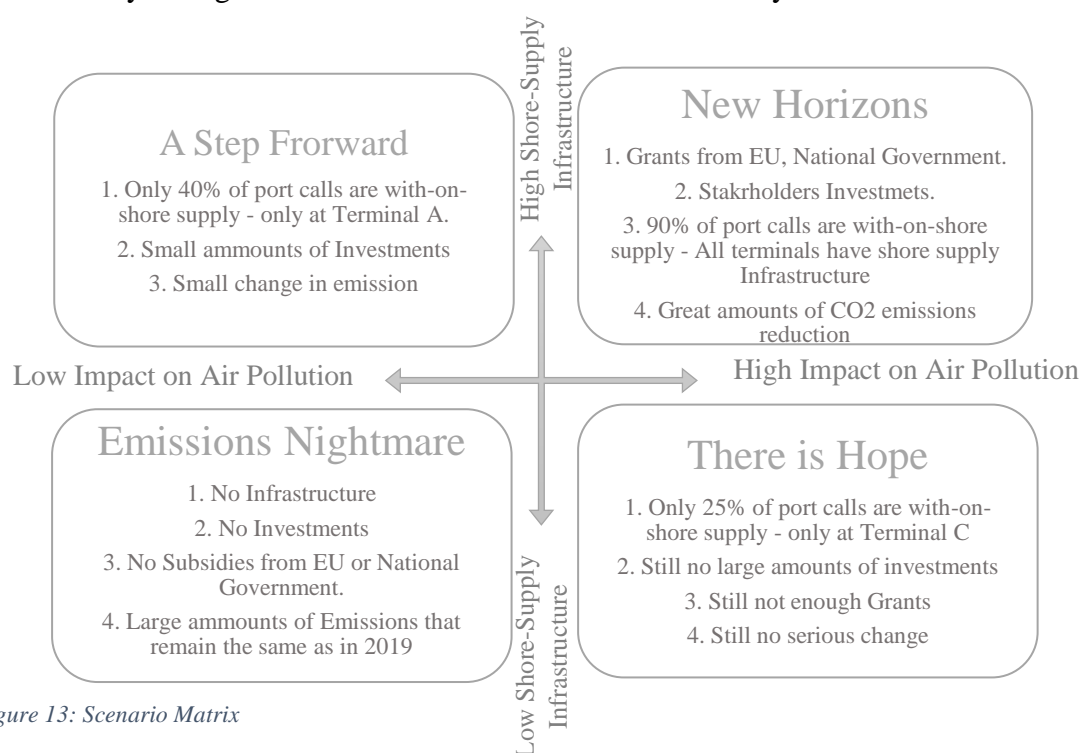 High Shore-Supply
Infrastructure
A Step Frorward
1. Only 40% of port calls are with-on-
shore supply - only at Terminal A.
2. Small ammounts of Investments
3. Small change in emission
New Horizons
1. Grants from EU, National Government.
2. Stakrholders Investmets.
3. 90% of port calls are with-on-shore
supply - All terminals have shore supply
Infrastructure
4. Great amounts of CO2 emissions
reduction
Low Impact on Air Pollution
High Impact on Air Pollution
Emissions Nightmare
1. No Infrastructure
2. No Investments
3. No Subsidies from EU or National
Government.
4. Large ammounts of Emissions that
remain the same as in 2019
There is Hope
1. Only 25% of port calls are with-on-
shore supply - only at Terminal C
2. Still no large amounts of investments
3. Still not enough Grants
4. Still no serious change
Low Shore-Supply
Infrastructure
gure 13: Scenario Matrix